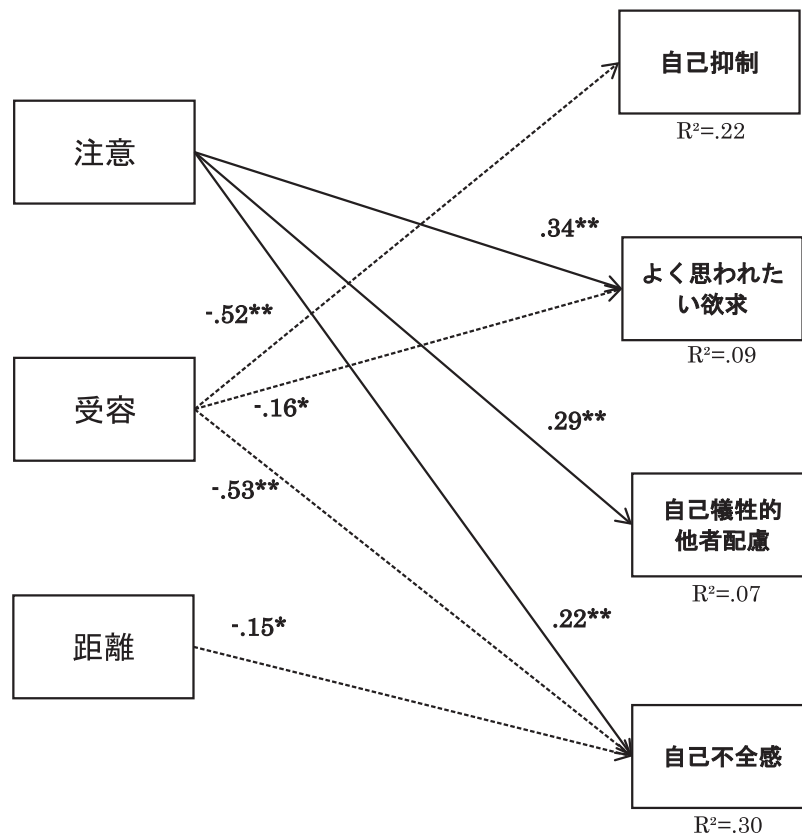 自己抑制
R²=.22
注意
.34**
よく思われた
い欲求
R²=.09
-.52**
受容
-.16*
.29**
-.53**
自己犠牲的
他者配慮
R²=.07
距離
-.15*
.22**
自己不全感
R²=.30